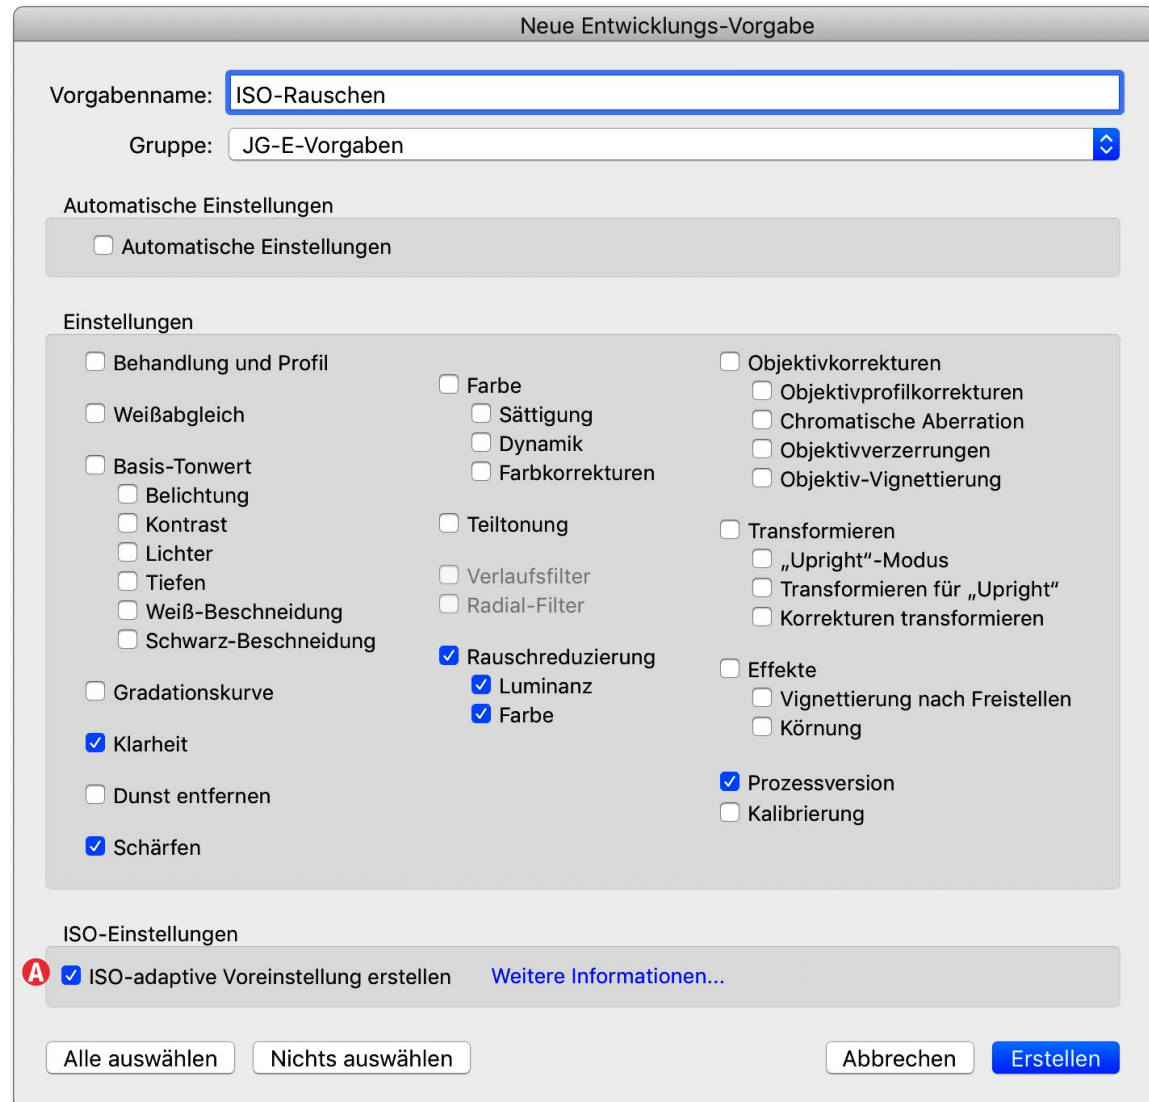 Neue Entwicklungs-Vorgabe
Vorgabenname: ISO-Rauschen
Gruppe: JG-E-Vorgaben
Automatische Einstellungen
Automatische Einstellungen
Einstellungen
Behandlung und Profil
Weißabgleich
Basis-Tonwert
Belichtung
Kontrast
Lichter
Tiefen
Weiß-Beschneidung
Schwarz-Beschneidung
Gradationskurve
Klarheit
Dunst entfernen
Schärfen
Farbe
Sättigung
Dynamik
Farbkorrekturen
Teiltonung
Verlaufsfilter
Radial-Filter
Rauschreduzierung
Luminanz
Farbe
Objektivkorrekturen
Objektivprofilkorrekturen
Chromatische Aberration
Objektivverzerrungen
Objektiv-Vignettierung
Transformieren
„Upright“-Modus
Transformieren für „Upright“
Korrekturen transformieren
Effekte
Vignettierung nach Freistellen
Körnung
Prozessversion
Kalibrierung
ISO-Einstellungen
A ISO-adaptive Voreinstellung erstellen Weitere Informationen...
Alle auswählen Nichts auswählen Abbrechen Erstellen